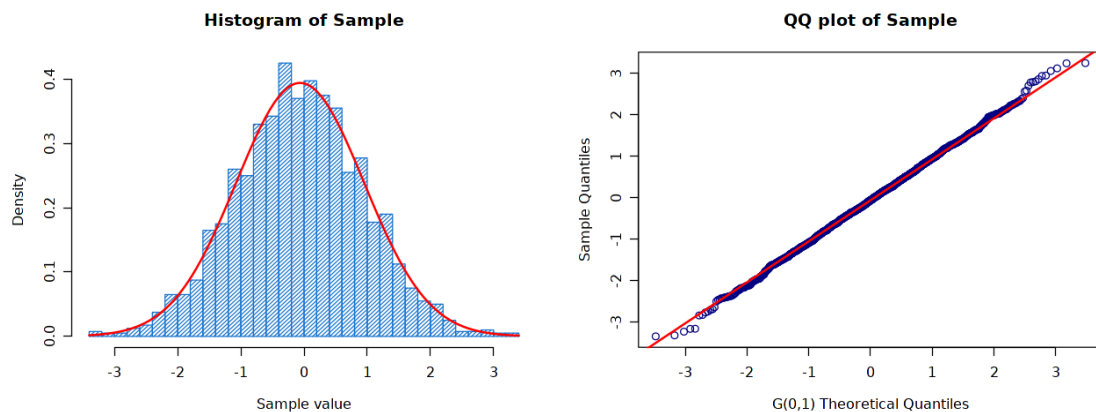 Histogram of Sample
Density
0.0 0.1 0.2 0.3 0.4
-3 -2 -1 0 1 2 3
Sample value
QQ plot of Sample
Sample Quantiles
-3 -2 -1 0 1 2 3
-3 -2 -1 0 1 2 3
G(0,1) Theoretical Quantiles